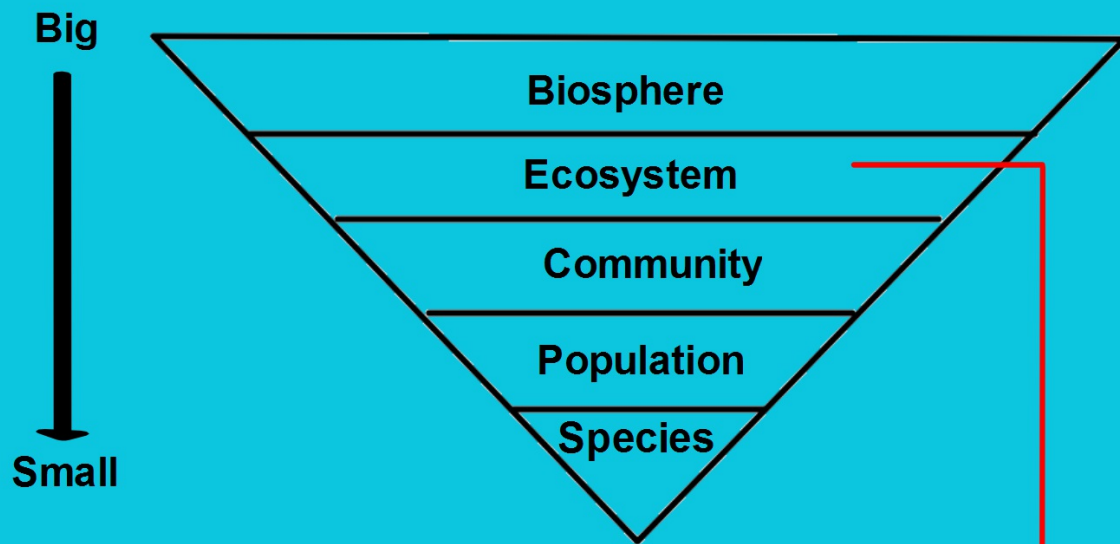 Big
Biosphere
Ecosystem
Community
Population
Species
Small